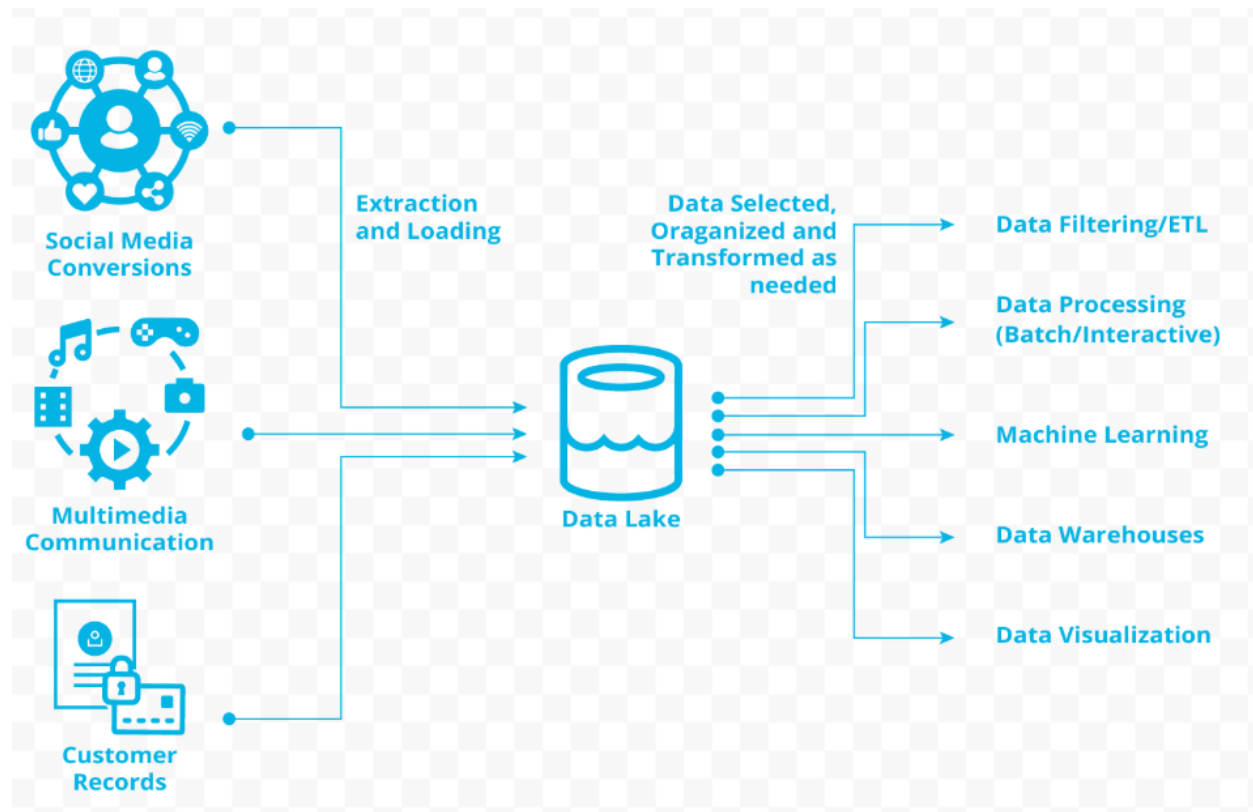 Social Media
Conversions
Multimedia
Communication
Customer
Records
Extraction
and Loading
Data Lake
Data Selected,
Oraganized and
Transformed as
needed
Data Filtering/ETL
Data Processing
(Batch/Interactive)
Machine Learning
Data Warehouses
Data Visualization